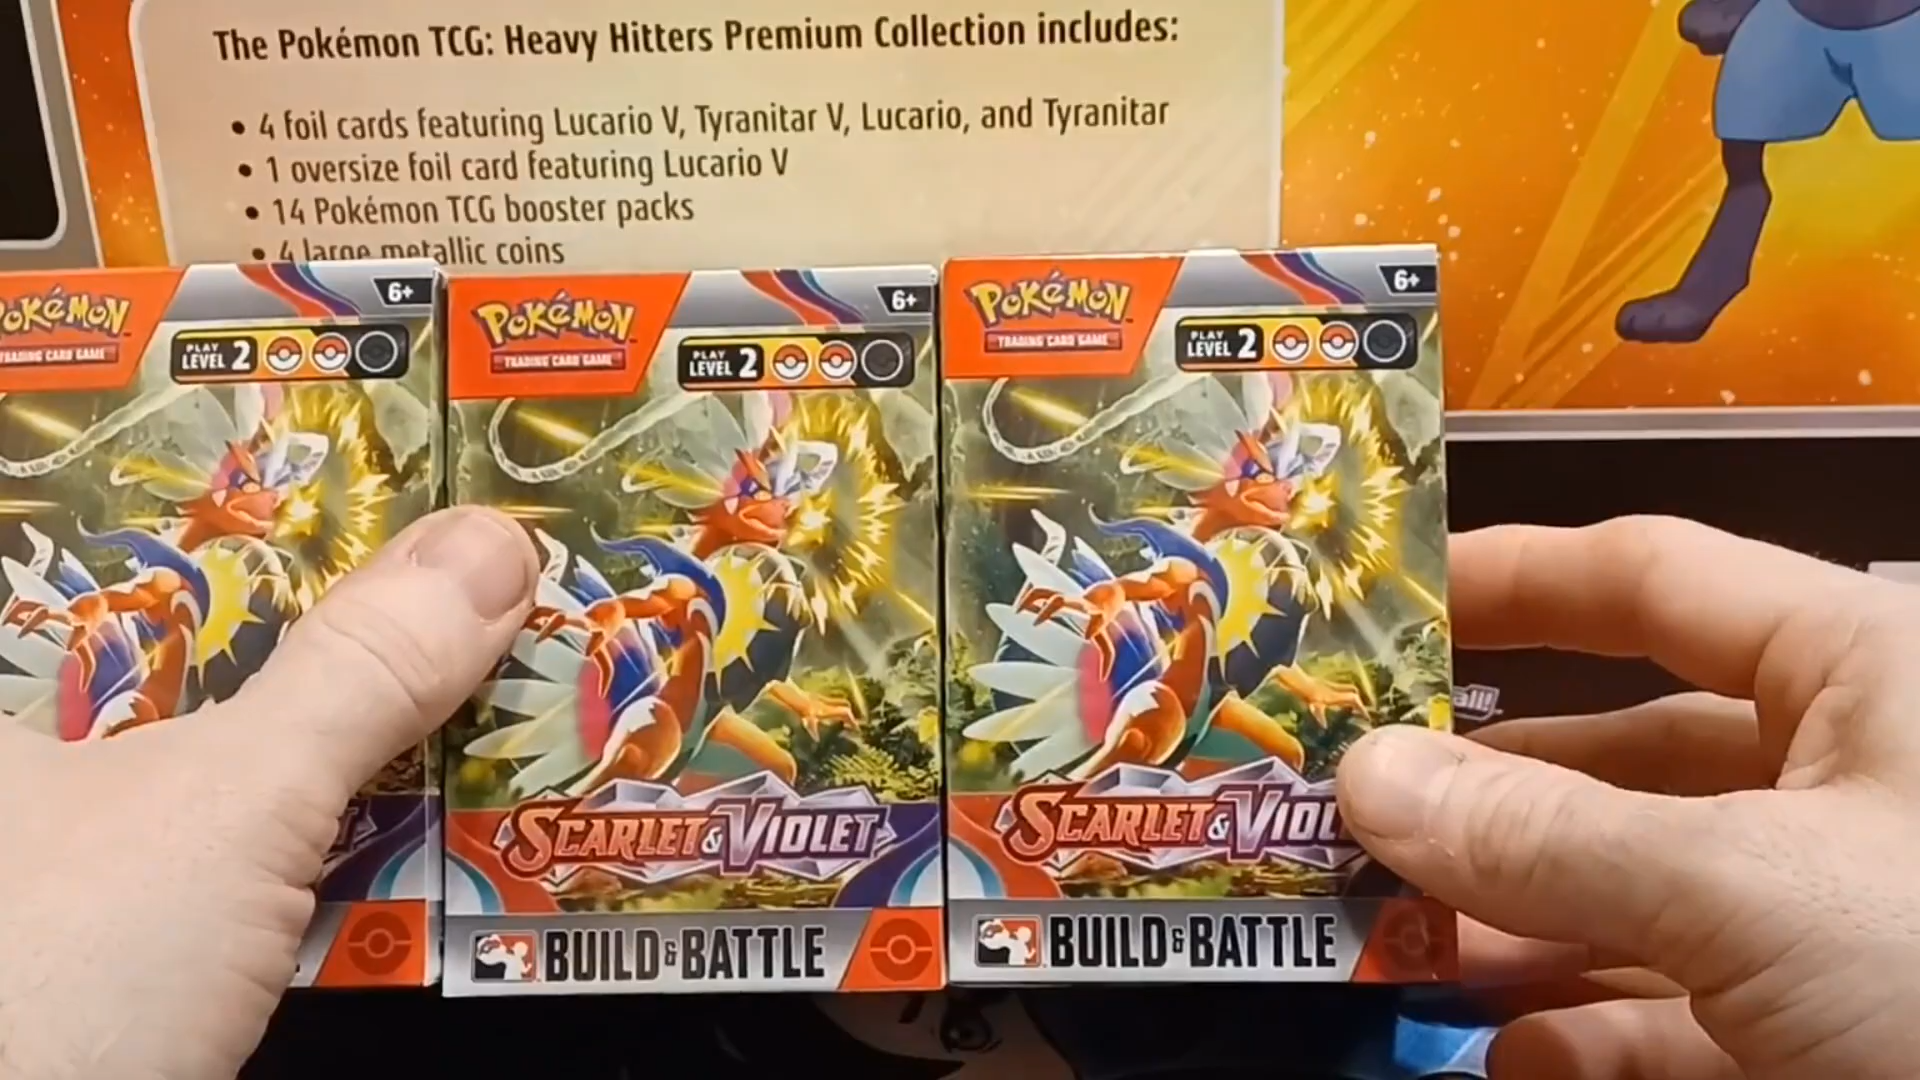 The Pokémon TCG: Heavy Hitters Premium Collection includes:
• 4 foil cards featuring Lucario V, Tyranitar V, Lucario, and Tyranitar
• 1 oversize foil card featuring Lucario V
• 14 Pokémon TCG booster packs
• 4 large metallic coins
POKéMON
TRADING CARD GAME
6+
PLAY LEVEL 2
POKéMON
TRADING CARD GAME
6+
PLAY LEVEL 2
SCARLET & VIOLET
BUILD & BATTLE
POKéMON
TRADING CARD GAME
6+
PLAY LEVEL 2
SCARLET & VIOL
BUILD & BATTLE
all!